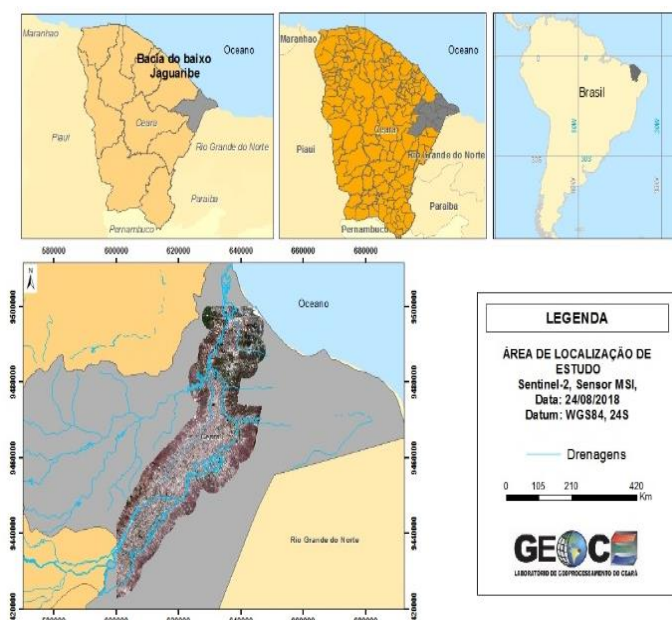 Maranhao
Oceano
Bacia do baixo
Jaguaribe
Piaui
Ceara
Rio Grande do Norte
Paraiba
Pernambuco
Maranhao
Oceano
Ceara
Piaui
Rio Grande do Norte
Paraiba
Pernambuco
Brasil
580000 600000 620000 640000 660000 680000
N
Oceano
9500000
9480000
9460000
9440000
Ceara
Rio Grande do Norte
LEGENDA
ÁREA DE LOCALIZAÇÃO DE
ESTUDO
Sentinel-2, Sensor MSI,
Data: 24/08/2018
Datum: WGS84, 24S
Drenagens
0 105 210 420
Km
GEOCE
LABORATÓRIO DE GEOPROCESSAMENTO DO CEARÁ